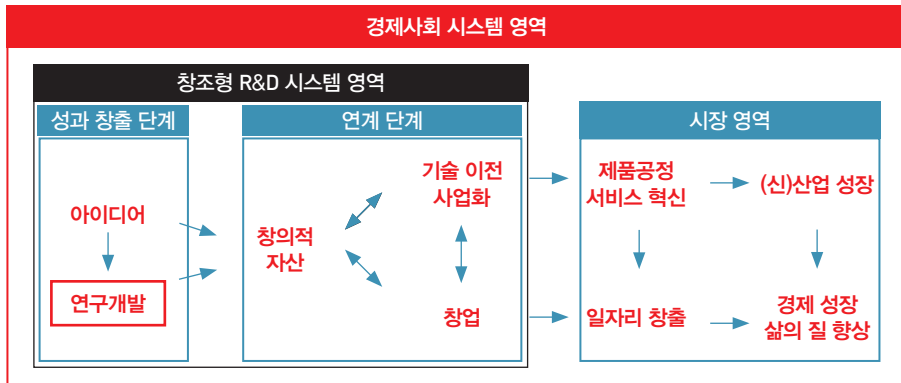 경제사회 시스템 영역
창조형 R&D 시스템 영역
성과 창출 단계
아이디어
연구개발
연계 단계
창의적
자산
기술 이전
사업화
창업
시장 영역
제품공정
서비스 혁신
(신)산업 성장
일자리 창출
경제 성장
삶의 질 향상